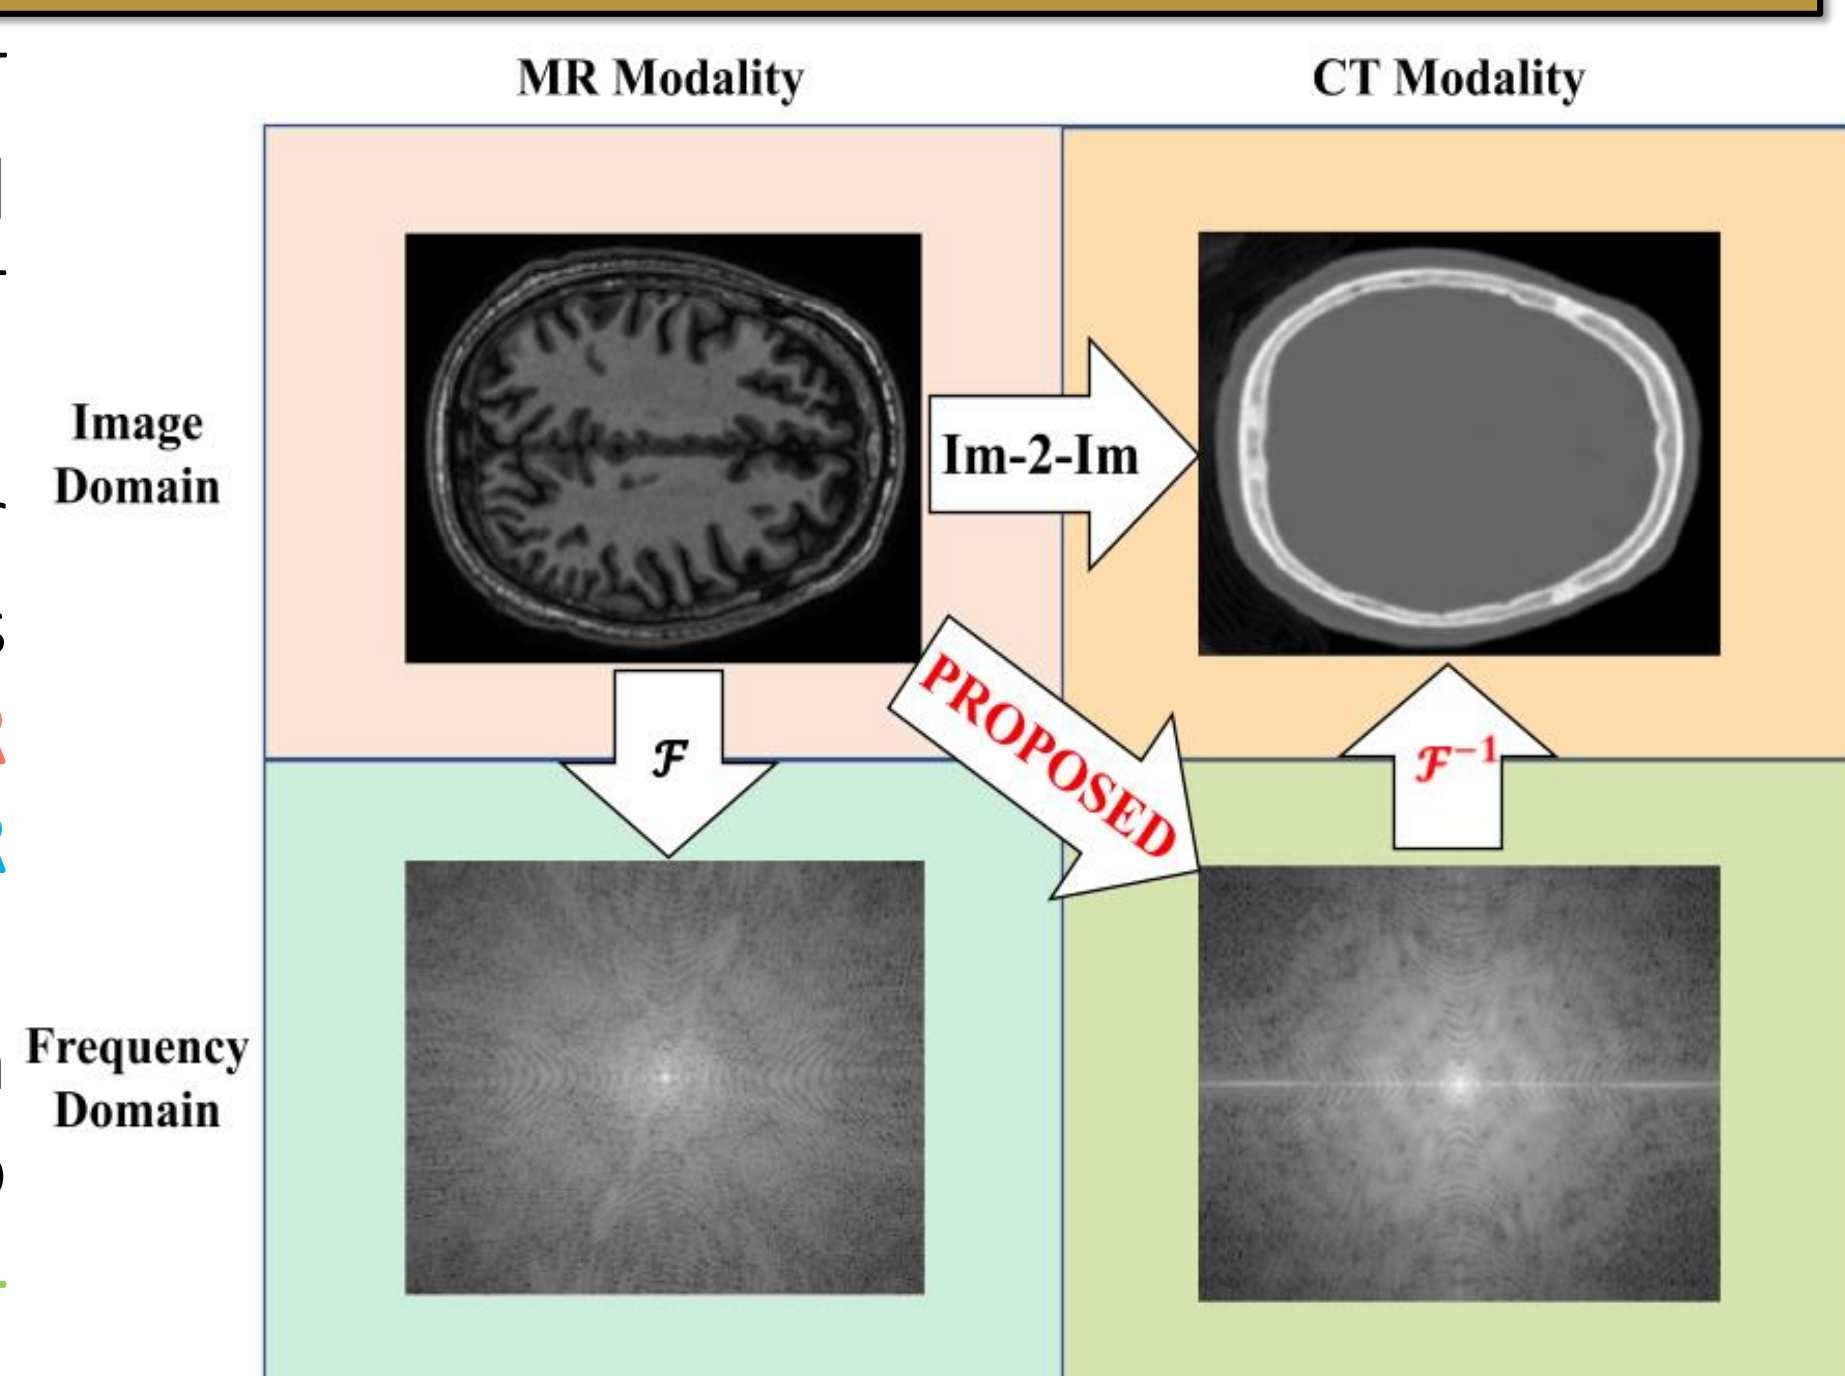 MR Modality CT Modality
Image
Domain
Im-2-Im
PROPOSED
ℱ
ℱ⁻¹
Frequency
Domain